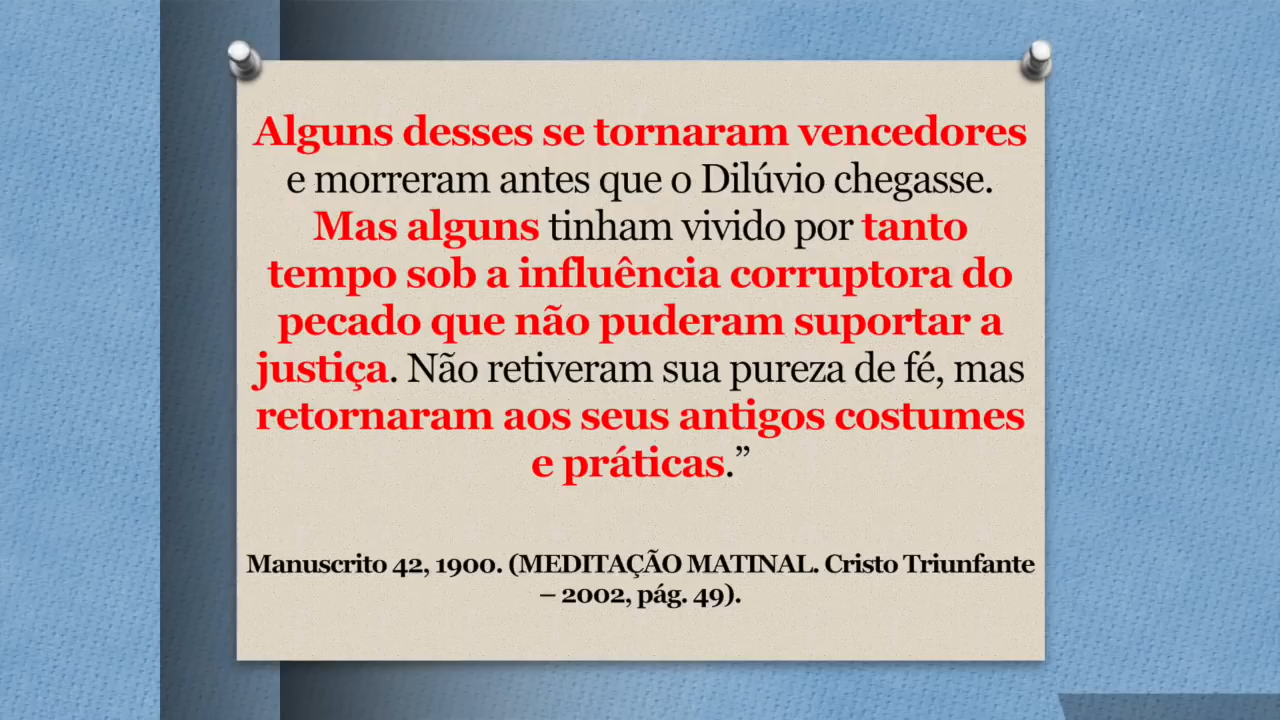 Alguns desses se tornaram vencedores
e morreram antes que o Dilúvio chegasse.
Mas alguns tinham vivido por tanto
tempo sob a influência corruptora do
pecado que não puderam suportar a
justiça. Não retiveram sua pureza de fé, mas
retornaram aos seus antigos costumes
e práticas.”
Manuscrito 42, 1900. (MEDITAÇÃO MATINAL. Cristo Triunfante
– 2002, pág. 49).